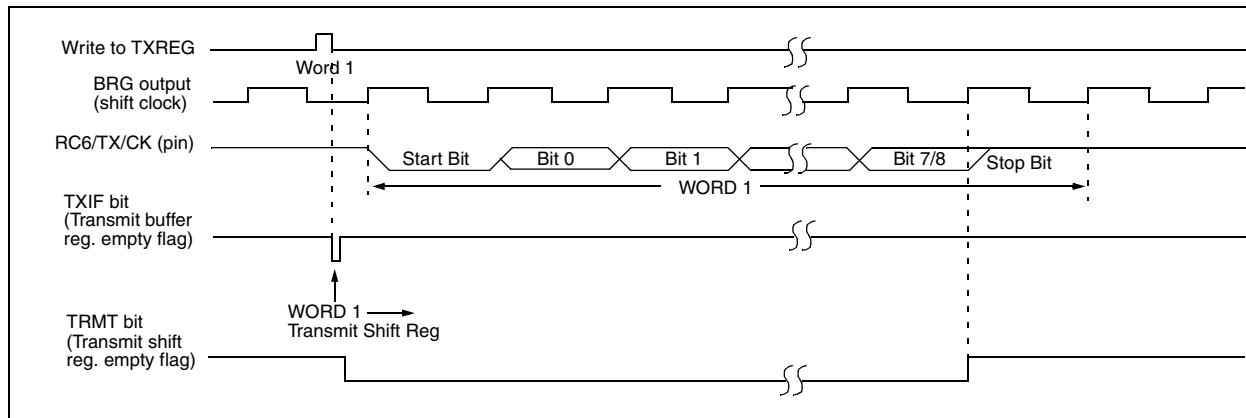 Write to TXREG
Word 1
BRG output
(shift clock)
RC6/TX/CK (pin)
Start Bit
Bit 0
Bit 1
Bit 7/8
Stop Bit
WORD 1
TXIF bit
(Transmit buffer
reg. empty flag)
WORD 1
Transmit Shift Reg
TRMT bit
(Transmit shift
reg. empty flag)